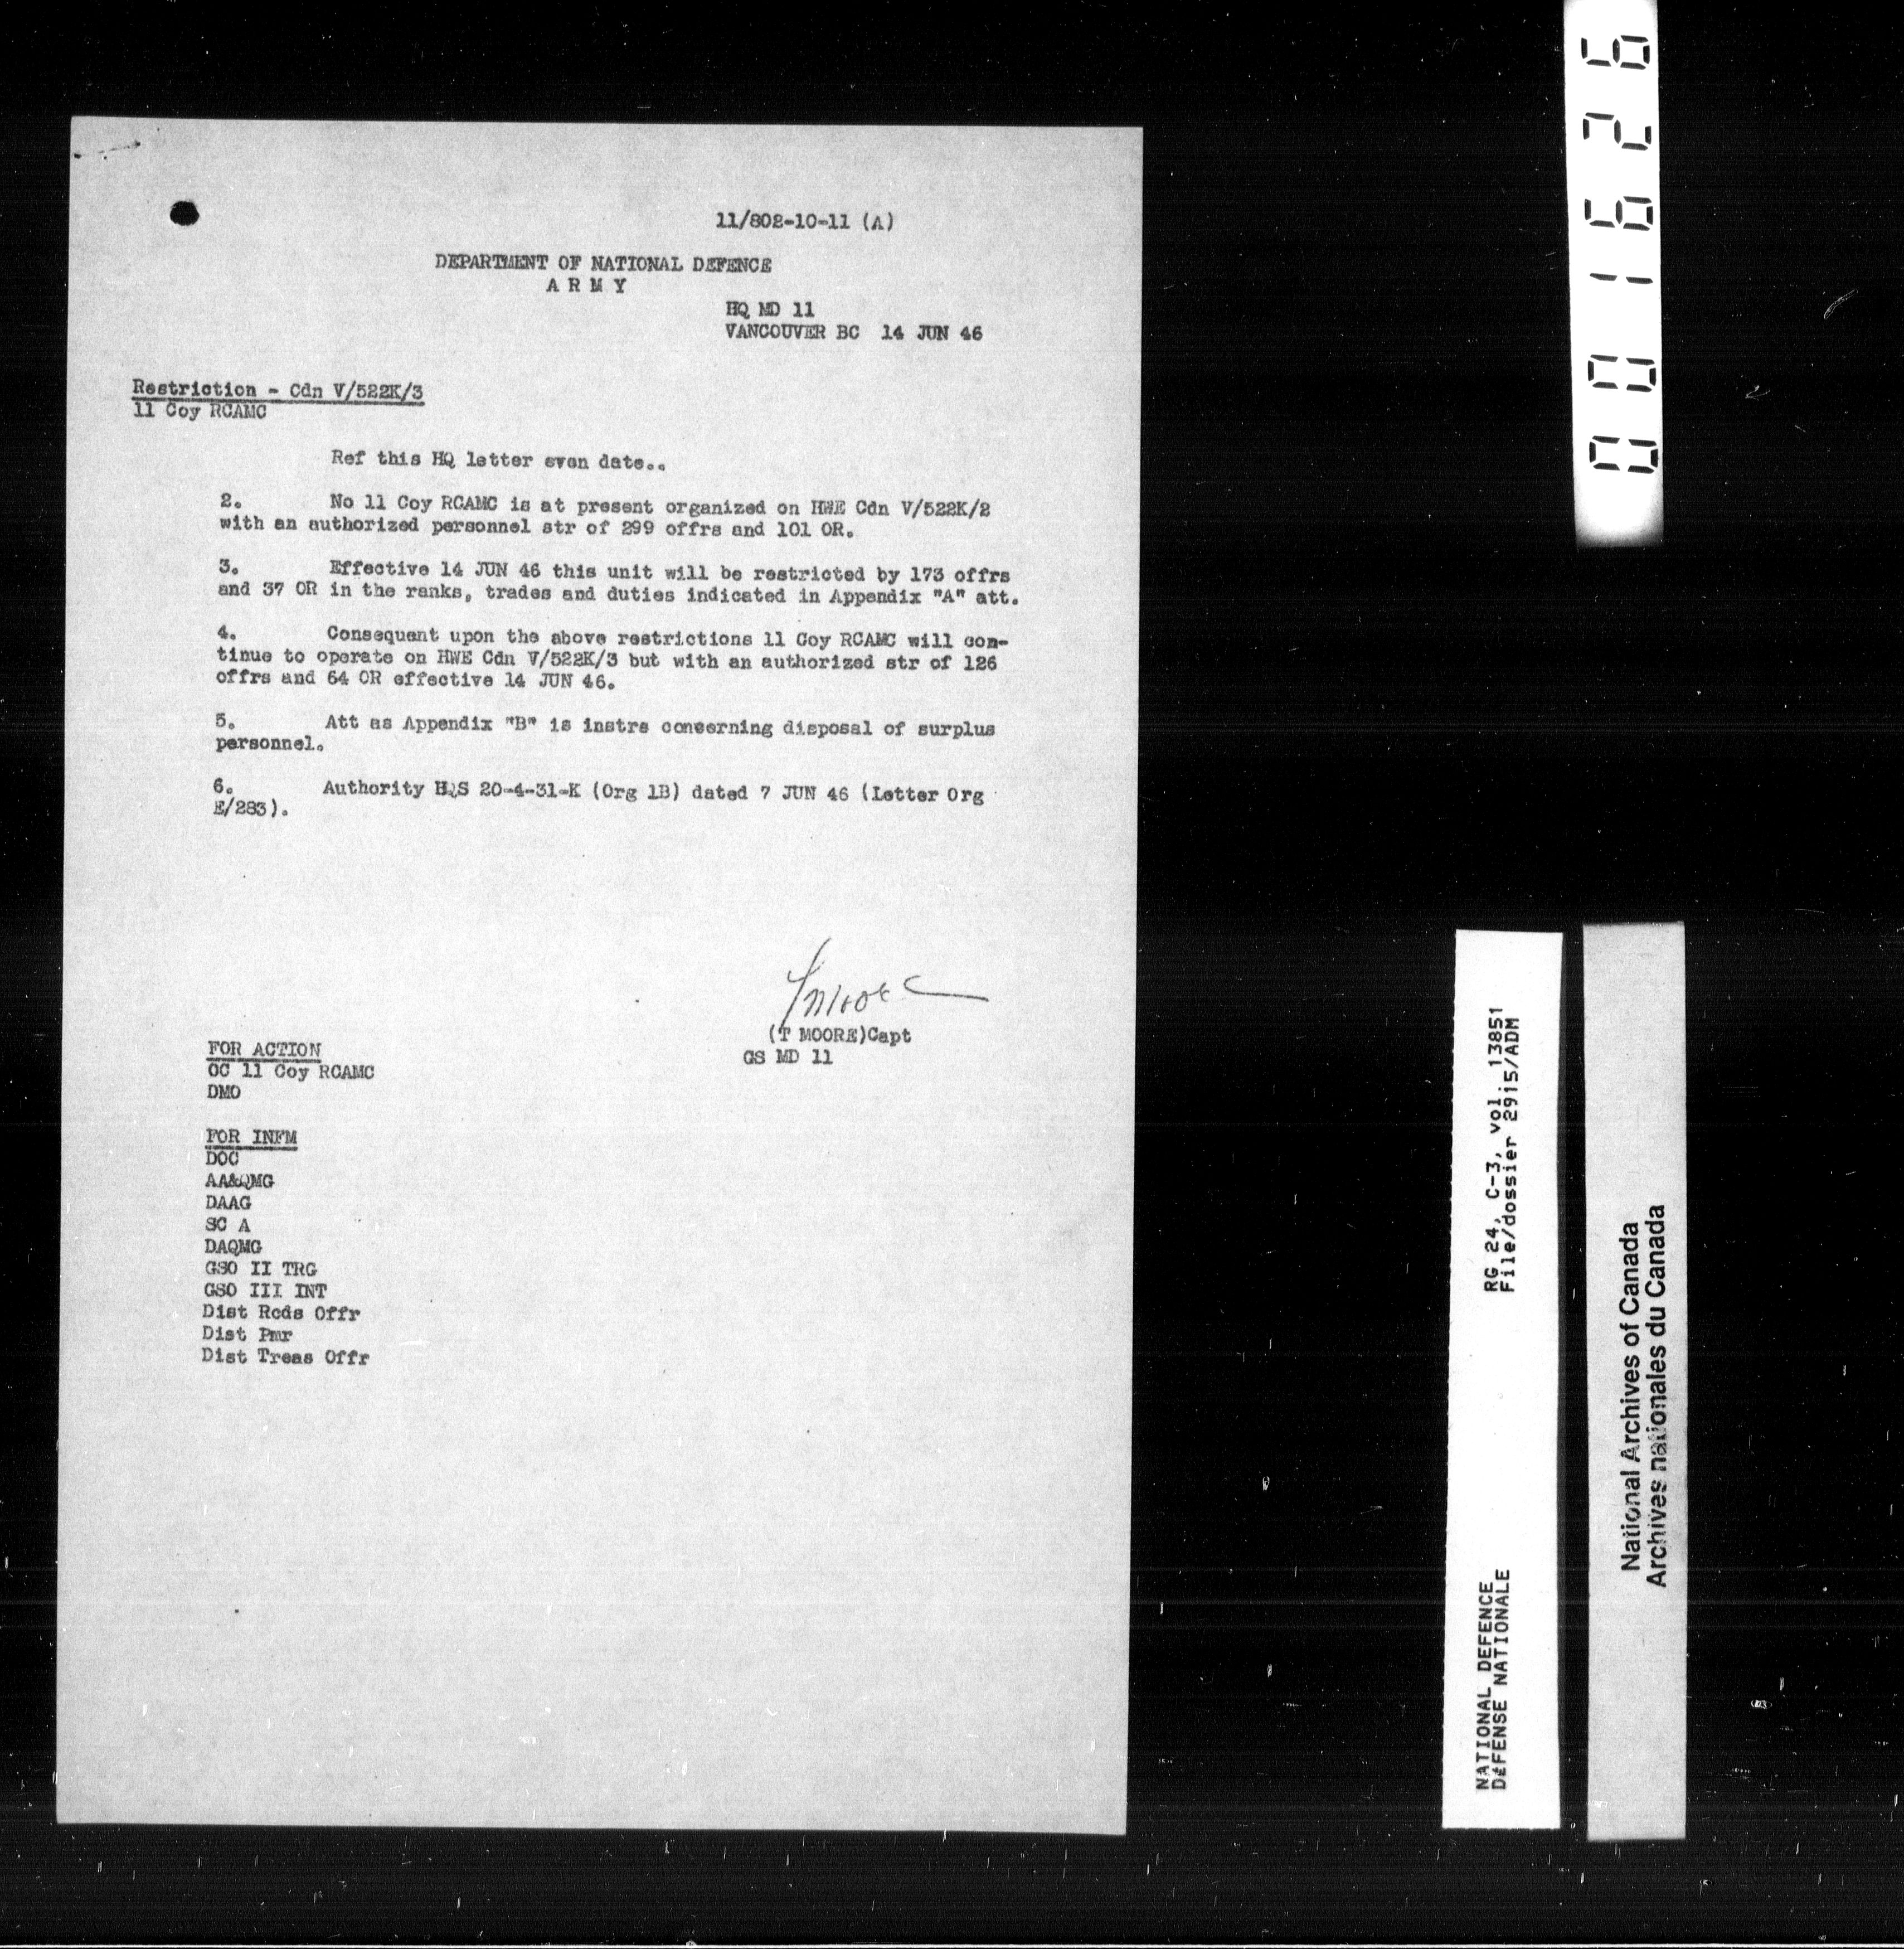 11/802-10-11 (A)
DEPARTMENT OF NATIONAL DEFENCE
A R M Y
HQ MD 11
VANCOUVER BC 14 JUN 46
Restriction - Cdn V/522K/3
11 Coy RCAMC
Ref this HQ letter even date..
2. No 11 Coy RCAMC is at present organized on HWE Cdn V/522K/2
with an authorized personnel str of 299 offrs and 101 OR.
3. Effective 14 JUN 46 this unit will be restricted by 173 offrs
and 37 OR in the ranks, trades and duties indicated in Appendix "A" att.
4. Consequent upon the above restrictions 11 Coy RCAMC will con-
tinue to operate on HWE Cdn V/522K/3 but with an authorized str of 126
offrs and 64 OR effective 14 JUN 46.
5. Att as Appendix "B" is instrs concerning disposal of surplus
personnel.
6. Authority HQS 20-4-31-K (Org 1B) dated 7 JUN 46 (Letter Org
E/283).
T Moore
(T MOORE)Capt
GS MD 11
FOR ACTION
OC 11 Coy RCAMC
DMO
FOR INFM
DOC
AA&QMG
DAAG
SC A
DAQMG
GSO II TRG
GSO III INT
Dist Rcds Offr
Dist Pmr
Dist Treas Offr
001626
RG 24, C-3, vol. 13851
File/dossier 2915/ADM
NATIONAL DEFENCE
DEFENSE NATIONALE
National Archives of Canada
Archives nationales du Canada